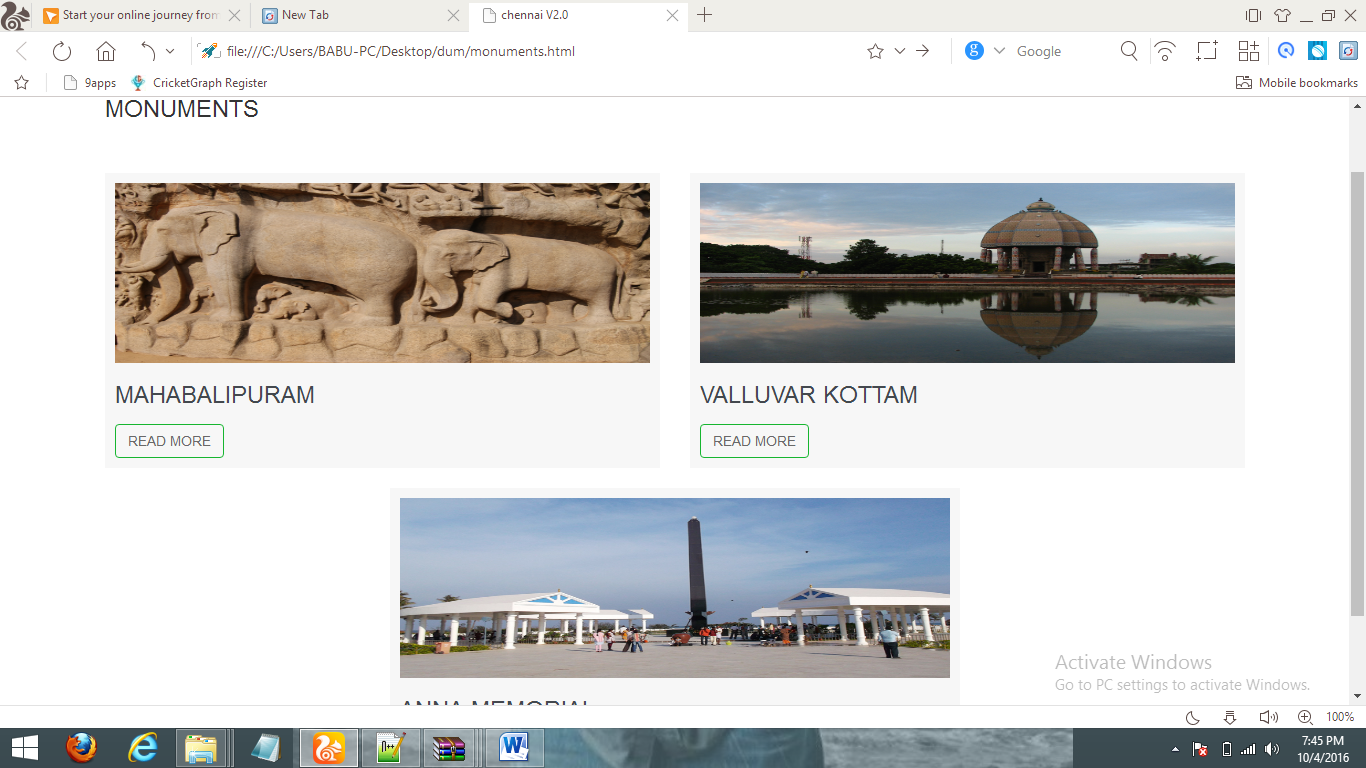 Start your online journey from
New Tab
chennai V2.0
file:///C:/Users/BABU-PC/Desktop/dum/monuments.html
Google
9apps
CricketGraph Register
Mobile bookmarks
MONUMENTS
MAHABALIPURAM
VALLUVAR KOTTAM
READ MORE
READ MORE
ANNA MEMORIAL
Activate Windows
Go to PC settings to activate Windows.
100%
7:45 PM
10/4/2016